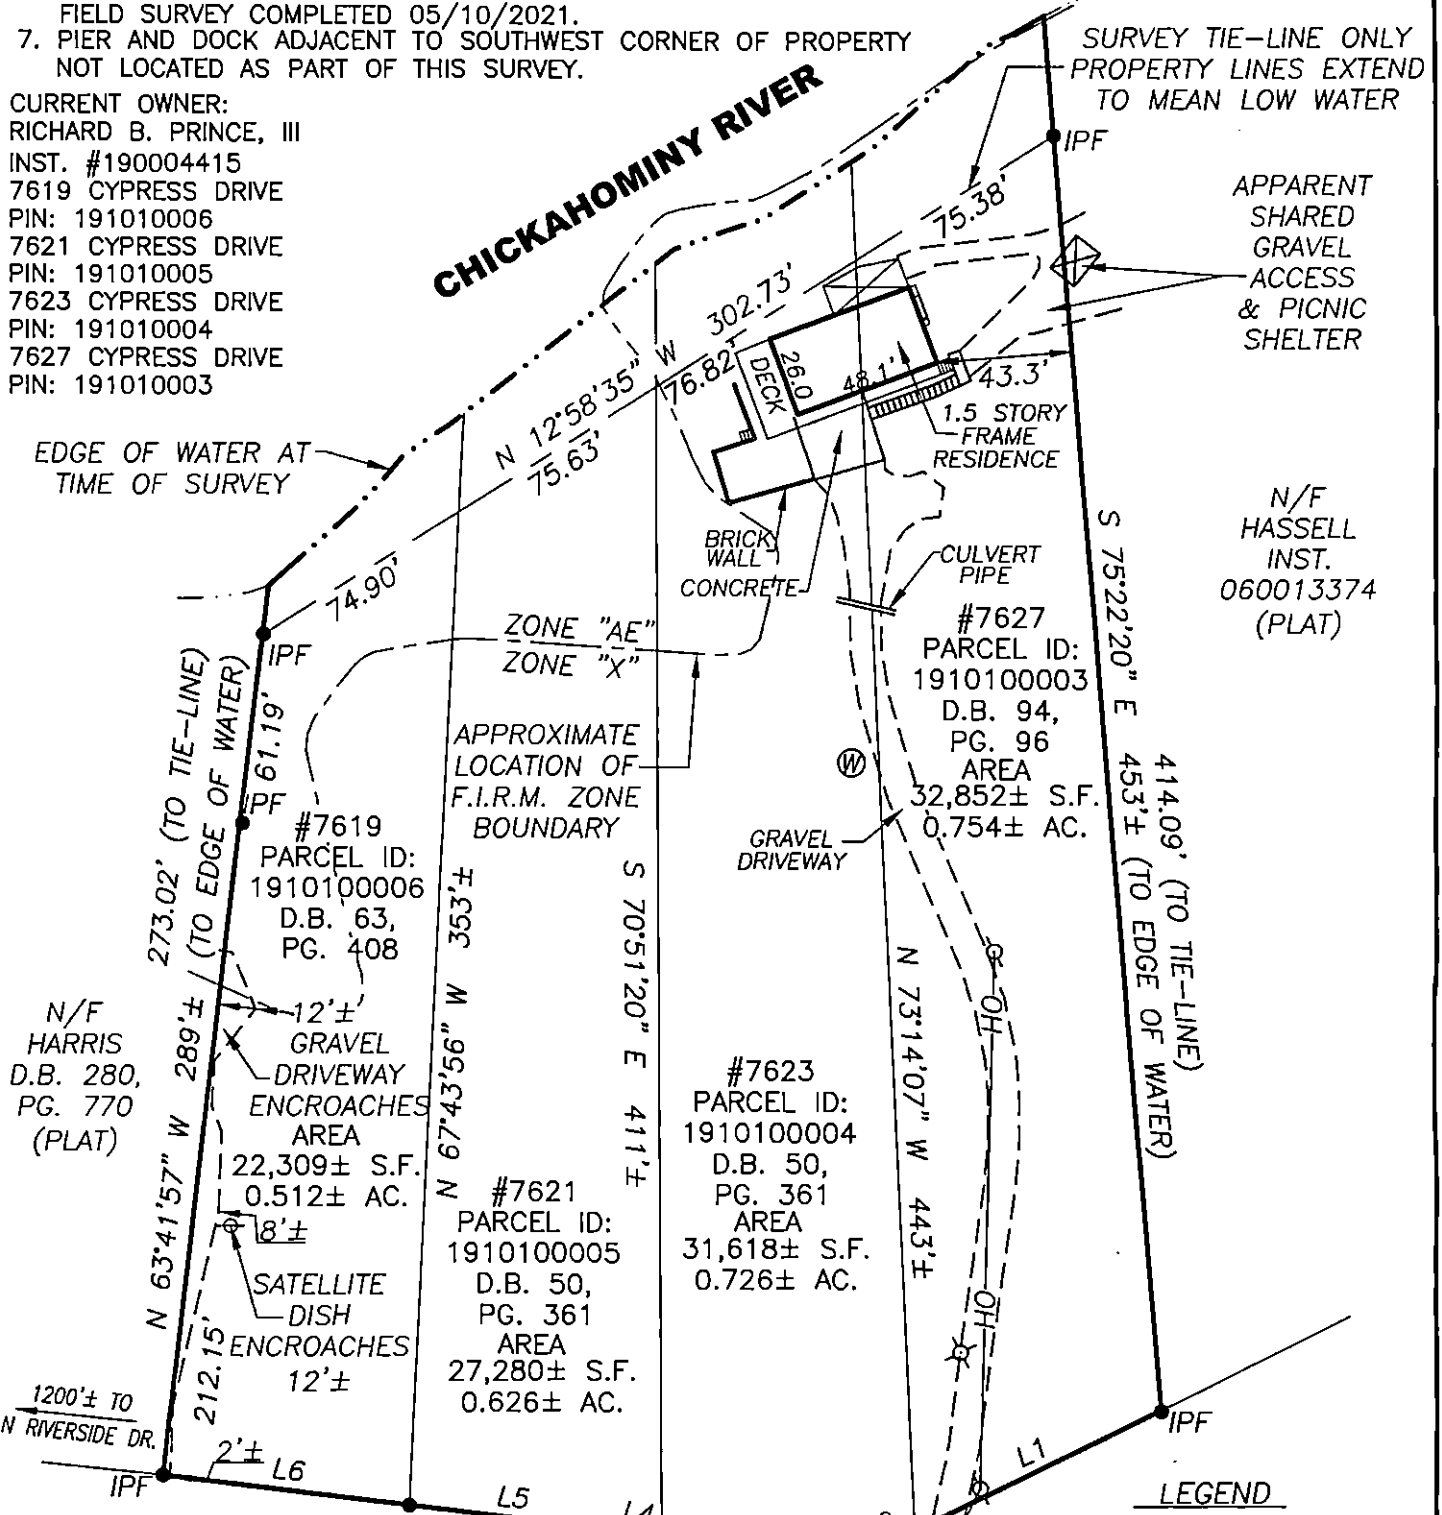 FIELD SURVEY COMPLETED 05/10/2021.
7. PIER AND DOCK ADJACENT TO SOUTHWEST CORNER OF PROPERTY
NOT LOCATED AS PART OF THIS SURVEY.
CURRENT OWNER:
RICHARD B. PRINCE, III
INST. #190004415
7619 CYPRESS DRIVE
PIN: 191010006
7621 CYPRESS DRIVE
PIN: 191010005
7623 CYPRESS DRIVE
PIN: 191010004
7627 CYPRESS DRIVE
PIN: 191010003
CHICKAHOMINY RIVER
SURVEY TIE-LINE ONLY
PROPERTY LINES EXTEND
TO MEAN LOW WATER
IPF
APPARENT
SHARED
GRAVEL
ACCESS
& PICNIC
SHELTER
75.38'
302.73'
N 12°58'35" W
76.82'
75.63'
74.90'
DECK
26.0
48.1'
43.3'
1.5 STORY
FRAME
RESIDENCE
EDGE OF WATER AT
TIME OF SURVEY
BRICK
WALL
CONCRETE
CULVERT
PIPE
N/F
HASSELL
INST.
060013374
(PLAT)
S 75°22'20" E
414.09' (TO TIE-LINE)
453'± (TO EDGE OF WATER)
ZONE "AE"
ZONE "X"
IPF
61.19'
IPF
273.02' (TO TIE-LINE)
N 63°41'57" W 289'± (TO EDGE OF WATER)
APPROXIMATE
LOCATION OF
F.I.R.M. ZONE
BOUNDARY
#7627
PARCEL ID:
1910100003
D.B. 94,
PG. 96
AREA
32,852± S.F.
0.754± AC.
W
GRAVEL
DRIVEWAY
#7619
PARCEL ID:
1910100006
D.B. 63,
PG. 408
12'±
GRAVEL
DRIVEWAY
ENCROACHES
AREA
22,309± S.F.
0.512± AC.
8'±
SATELLITE
DISH
ENCROACHES
12'±
N/F
HARRIS
D.B. 280,
PG. 770
(PLAT)
N 67°43'56" W 353'±
S 70°51'20" E 411'±
N 73°14'07" W 443'±
OH
OH
#7623
PARCEL ID:
1910100004
D.B. 50,
PG. 361
AREA
31,618± S.F.
0.726± AC.
#7621
PARCEL ID:
1910100005
D.B. 50,
PG. 361
AREA
27,280± S.F.
0.626± AC.
212.15'
1200'± TO
N RIVERSIDE DR.
2'±
IPF
L6
L5
L1
IPF
LEGEND